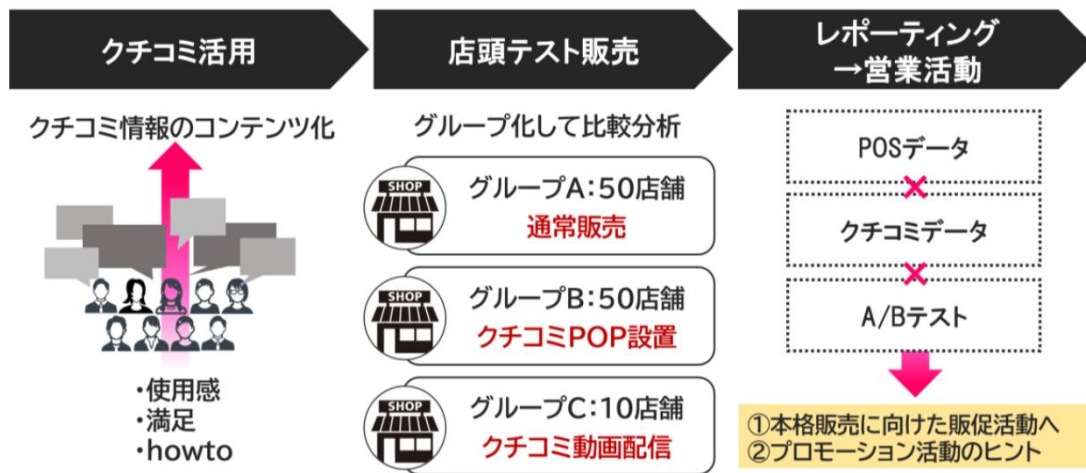 クチコミ活用
クチコミ情報のコンテンツ化
・使用感
・満足
・howto
店頭テスト販売
グループ化して比較分析
SHOP
グループA:50店舗
通常販売
SHOP
グループB:50店舗
クチコミPOP設置
SHOP
グループC:10店舗
クチコミ動画配信
レポーティング
→営業活動
POSデータ
×
クチコミデータ
×
A/Bテスト
①本格販売に向けた販促活動へ
②プロモーション活動のヒント